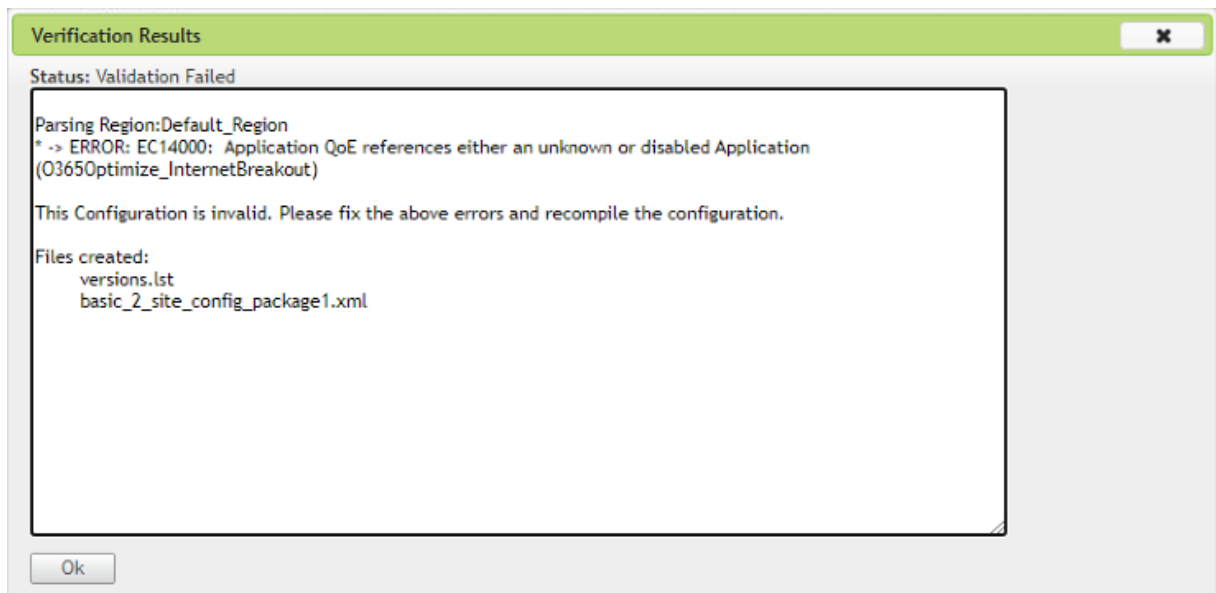 Verification Results
✖
Status: Validation Failed
Parsing Region:Default_Region
* -> ERROR: EC14000:  Application QoE references either an unknown or disabled Application
(O365Optimize_InternetBreakout)
This Configuration is invalid. Please fix the above errors and recompile the configuration.
Files created:
versions.lst
basic_2_site_config_package1.xml
Ok